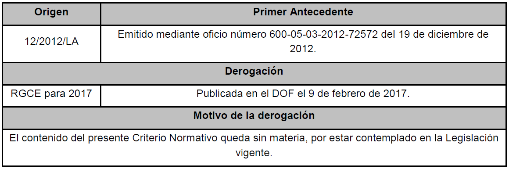 Origen
Primer Antecedente
12/2012/LA
Emitido mediante oficio número 600-05-03-2012-72572 del 19 de diciembre de
2012.
Derogación
RGCE para 2017
Publicada en el DOF el 9 de febrero de 2017.
Motivo de la derogación
El contenido del presente Criterio Normativo queda sin materia, por estar contemplado en la Legislación
vigente.